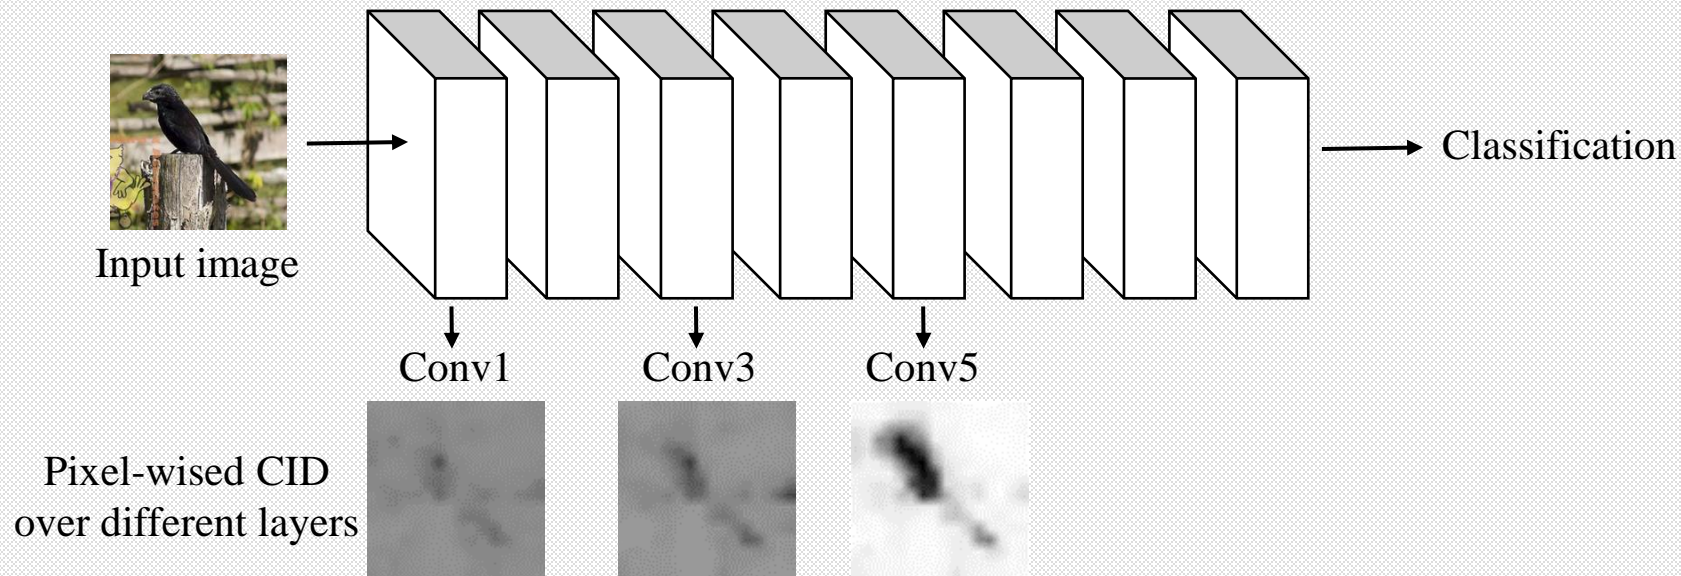 Input image
Classification
Conv1
Conv3
Conv5
Pixel-wised CID
over different layers